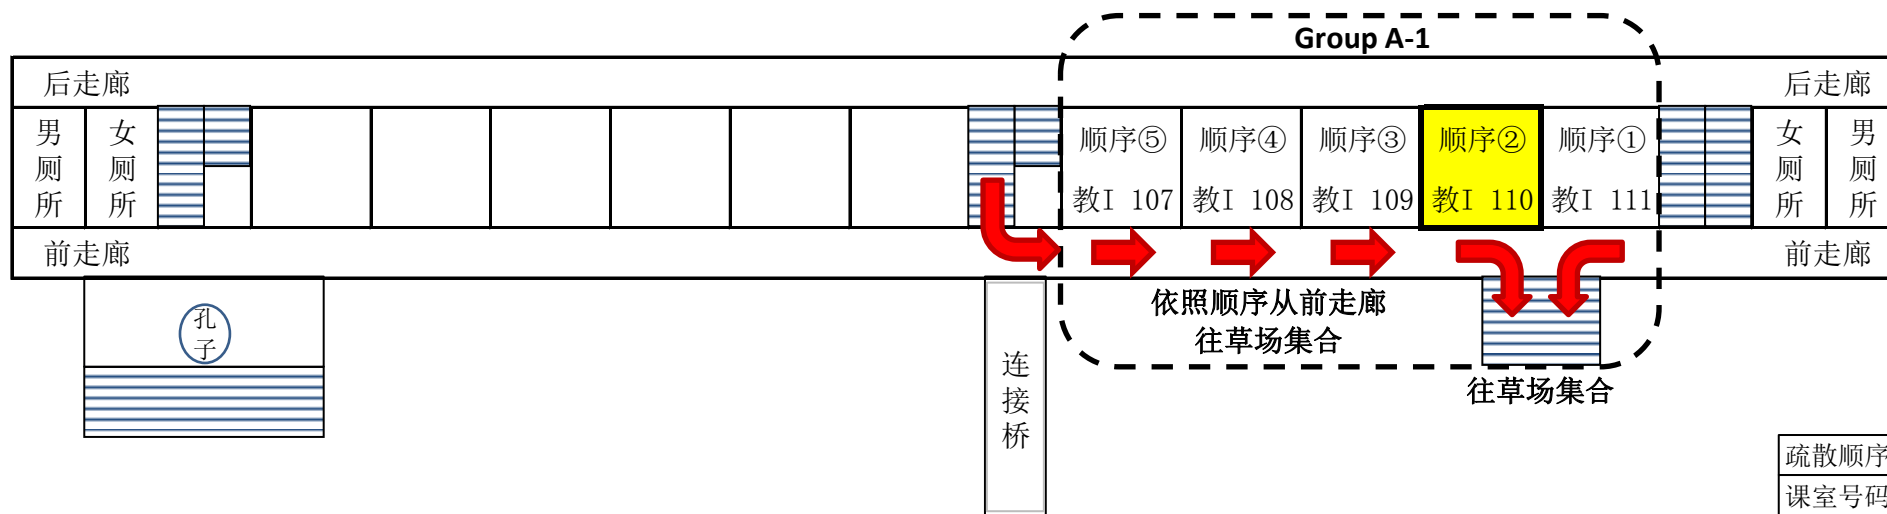 Group A-1
后走廊
后走廊
男厕所
女厕所
顺序⑤
教I 107
顺序④
教I 108
顺序③
教I 109
顺序②
教I 110
顺序①
教I 111
女厕所
男厕所
前走廊
前走廊
孔子
连接桥
依照顺序从前走廊
往草场集合
往草场集合
疏散顺序
课室号码